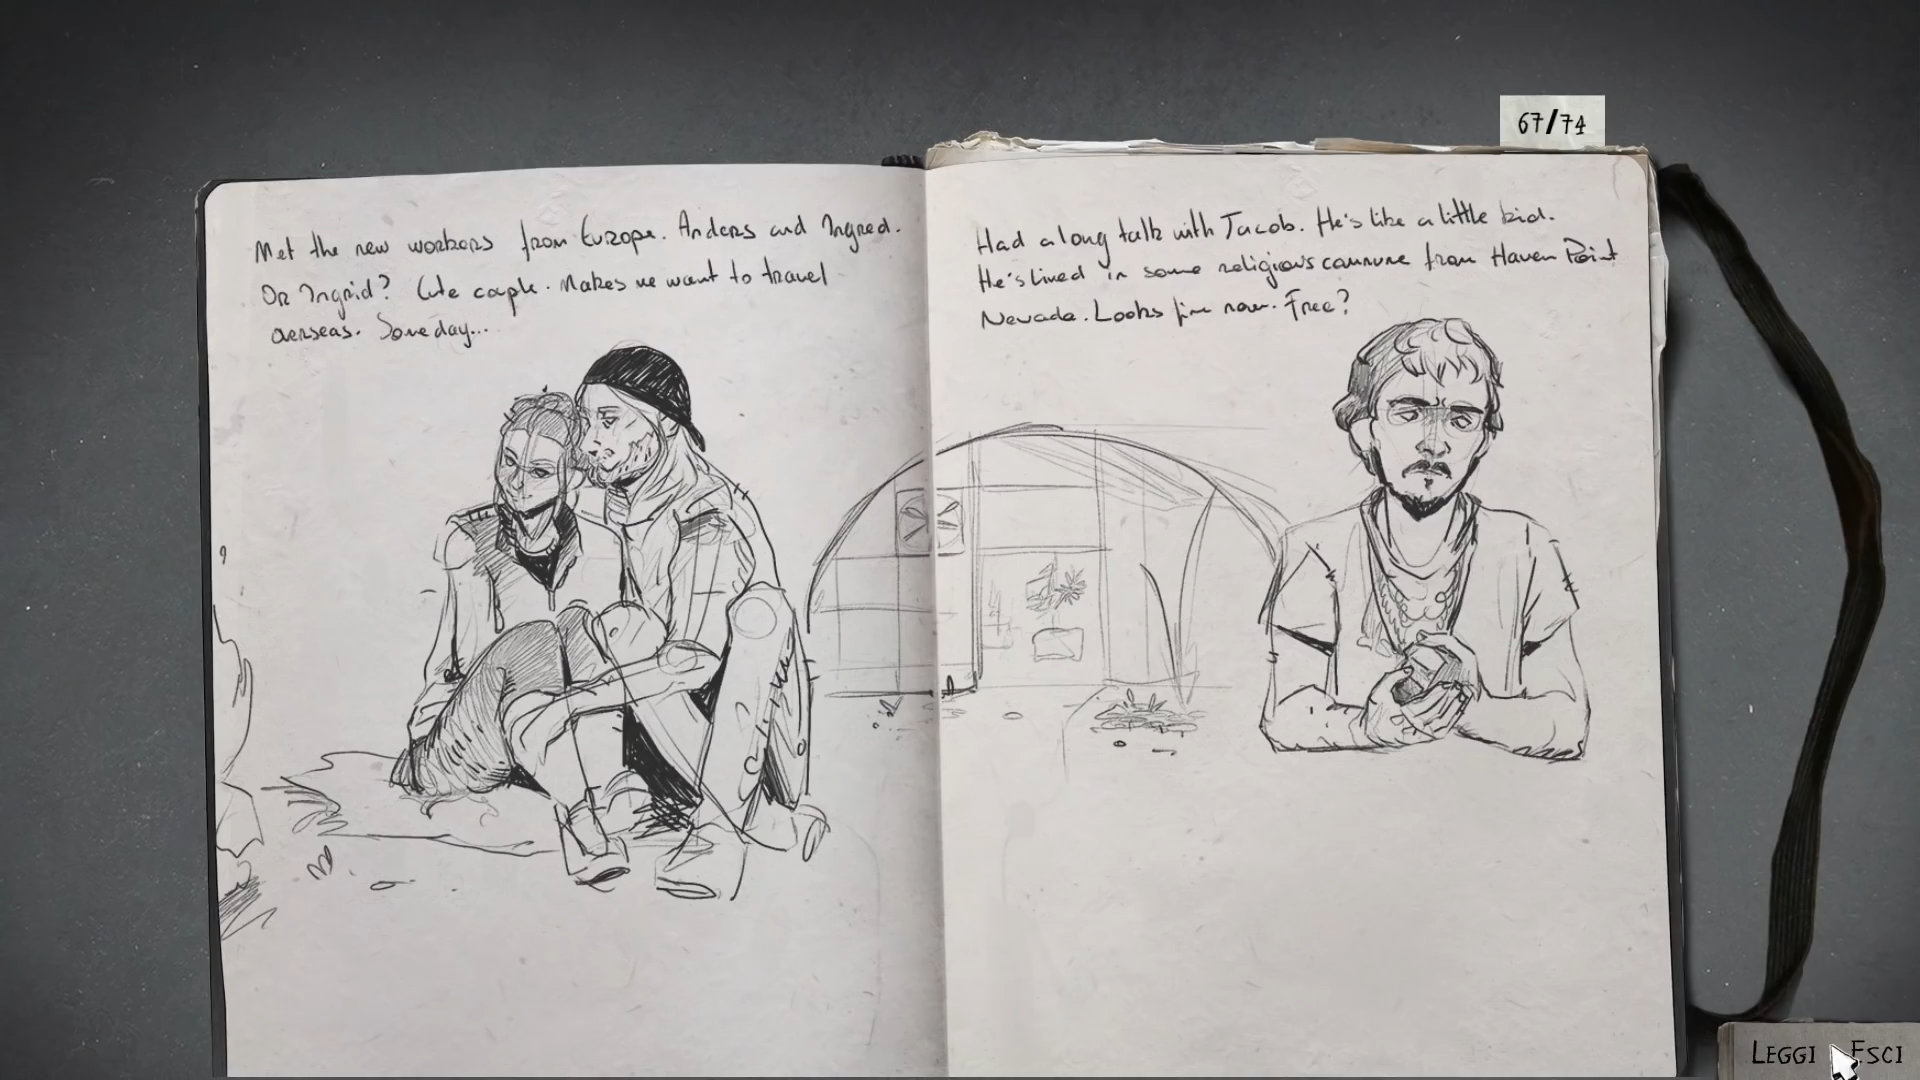 67/74
Met the new workers from Europe. Anders and Ingred.
Or Ingrid? Cute couple. Makes me want to travel
overseas. Someday...
Had a long talk with Jacob. He's like a little kid.
He's lived in some religious commune from Haven Point
Nevada. Looks fine now. Free?
LEGGI ESCI